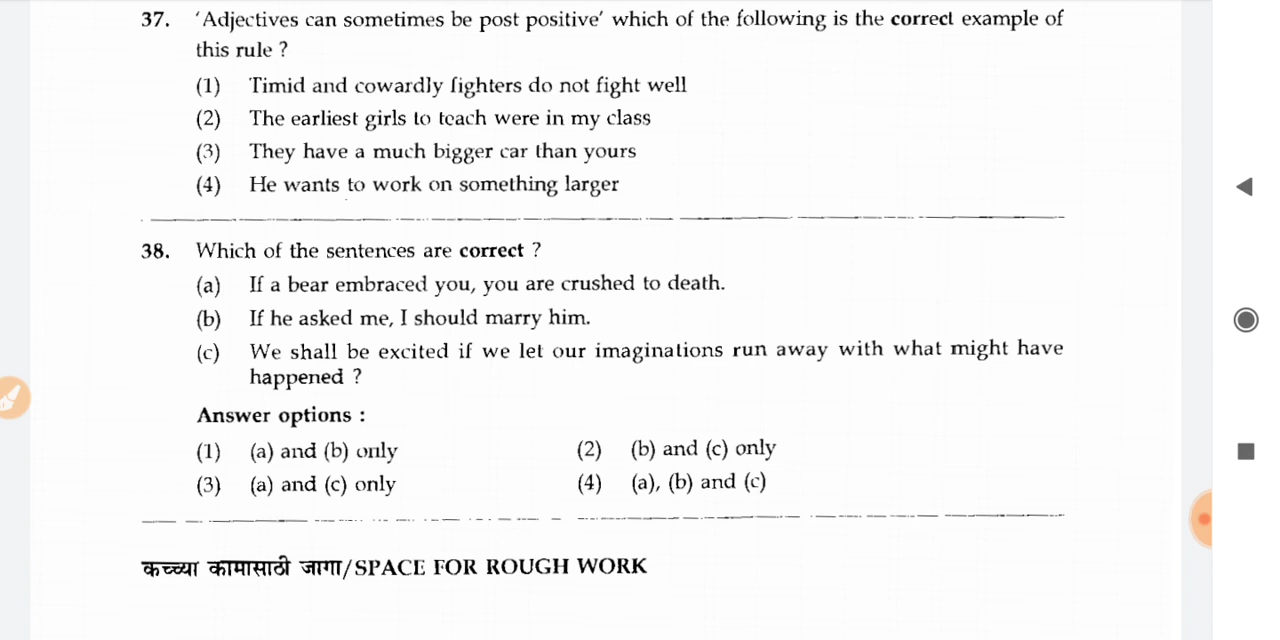 37. 'Adjectives can sometimes be post positive' which of the following is the correct example of
this rule ?
(1) Timid and cowardly fighters do not fight well
(2) The earliest girls to teach were in my class
(3) They have a much bigger car than yours
(4) He wants to work on something larger
38. Which of the sentences are correct ?
(a) If a bear embraced you, you are crushed to death.
(b) If he asked me, I should marry him.
(c) We shall be excited if we let our imaginations run away with what might have
happened ?
Answer options :
(1) (a) and (b) only (2) (b) and (c) only
(3) (a) and (c) only (4) (a), (b) and (c)
कच्च्या कामासाठी जागा/SPACE FOR ROUGH WORK